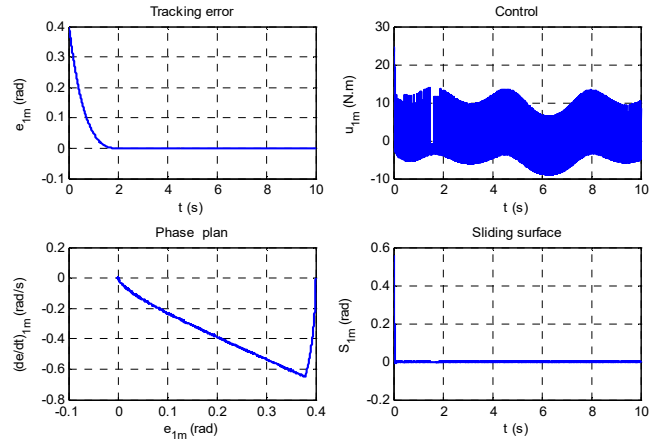 Tracking error
0.4
0.3
0.2
0.1
0
-0.1
0 2 4 6 8 10
e1m (rad)
t (s)
Control
30
20
10
0
-10
0 2 4 6 8 10
u1m (N.m)
t (s)
Phase plan
0.2
0
-0.2
-0.4
-0.6
-0.8
-0.1 0 0.1 0.2 0.3 0.4
(de/dt)1m (rad/s)
e1m (rad)
Sliding surface
0.6
0.4
0.2
0
-0.2
0 2 4 6 8 10
S1m (rad)
t (s)